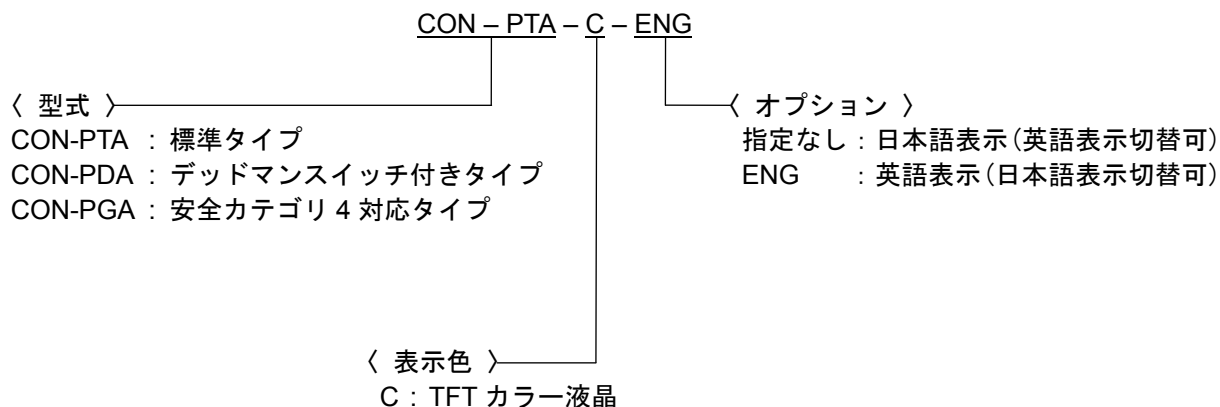 CON – PTA – C – ENG
〈 型式 〉
CON-PTA : 標準タイプ
CON-PDA : デッドマンスイッチ付きタイプ
CON-PGA : 安全カテゴリ 4 対応タイプ
〈 オプション 〉
指定なし : 日本語表示(英語表示切替可)
ENG : 英語表示(日本語表示切替可)
〈 表示色 〉
C : TFT カラー液晶